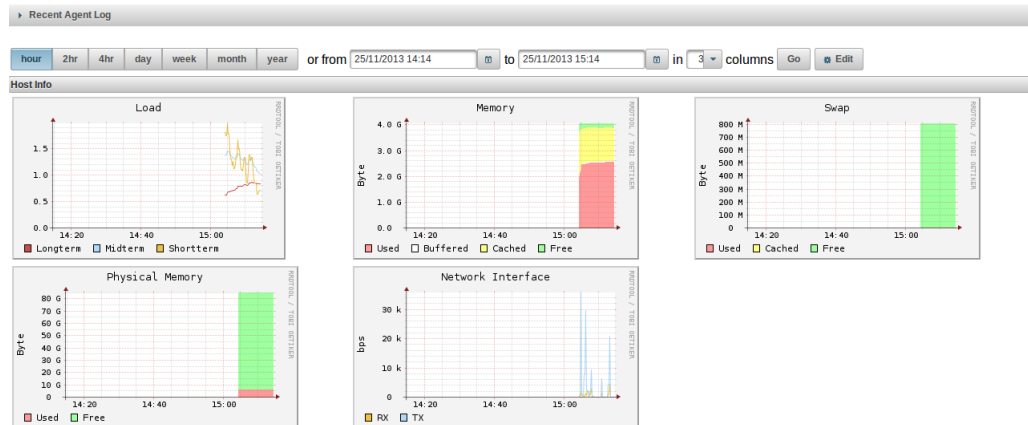 Recent Agent Log
hour 2hr 4hr day week month year or from 25/11/2013 14:14 to 25/11/2013 15:14 in 3 columns Go Edit
Host Info
Load
RRDTOOL / TOBI OETIKER
1.5
1.0
0.5
0.0
14:20 14:40 15:00
Longterm Midterm Shortterm
Memory
RRDTOOL / TOBI OETIKER
Byte
4.0 G
3.0 G
2.0 G
1.0 G
0.0
14:20 14:40 15:00
Used Buffered Cached Free
Swap
RRDTOOL / TOBI OETIKER
Byte
800 M
700 M
600 M
500 M
400 M
300 M
200 M
100 M
0
14:20 14:40 15:00
Used Cached Free
Physical Memory
RRDTOOL / TOBI OETIKER
Byte
80 G
70 G
60 G
50 G
40 G
30 G
20 G
10 G
0
14:20 14:40 15:00
Used Free
Network Interface
RRDTOOL / TOBI OETIKER
bps
30 k
20 k
10 k
0
14:20 14:40 15:00
RX TX